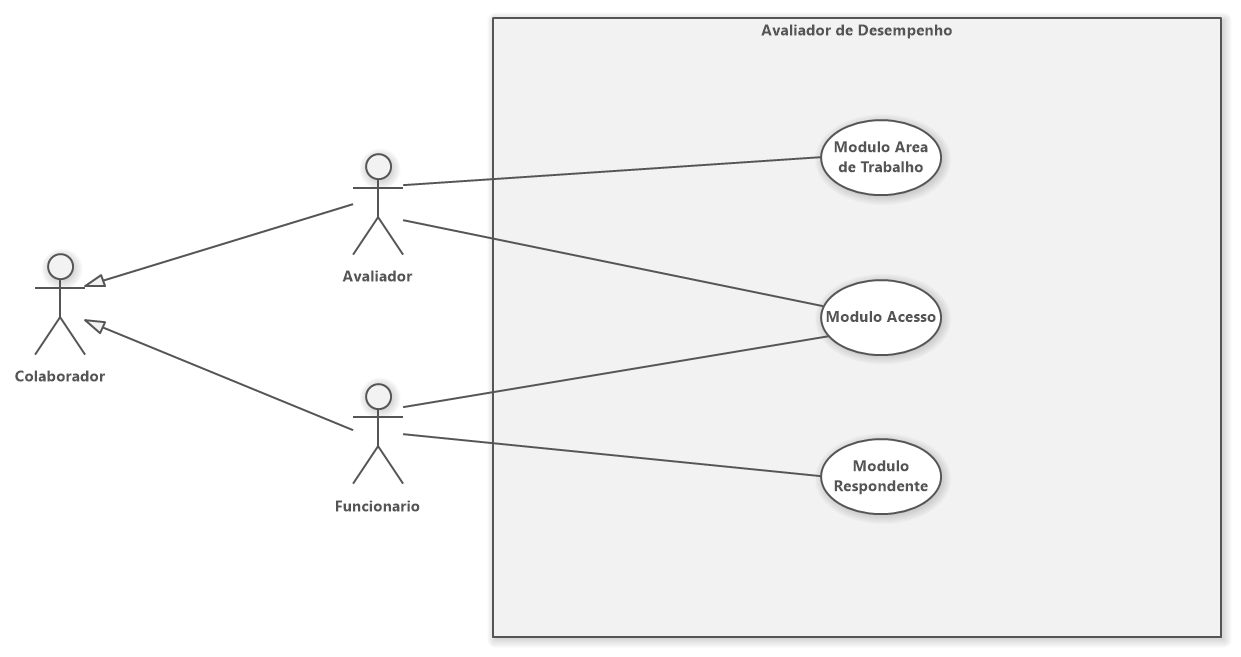 Avaliador de Desempenho
Modulo Area
de Trabalho
Avaliador
Modulo Acesso
Colaborador
Modulo
Respondente
Funcionario